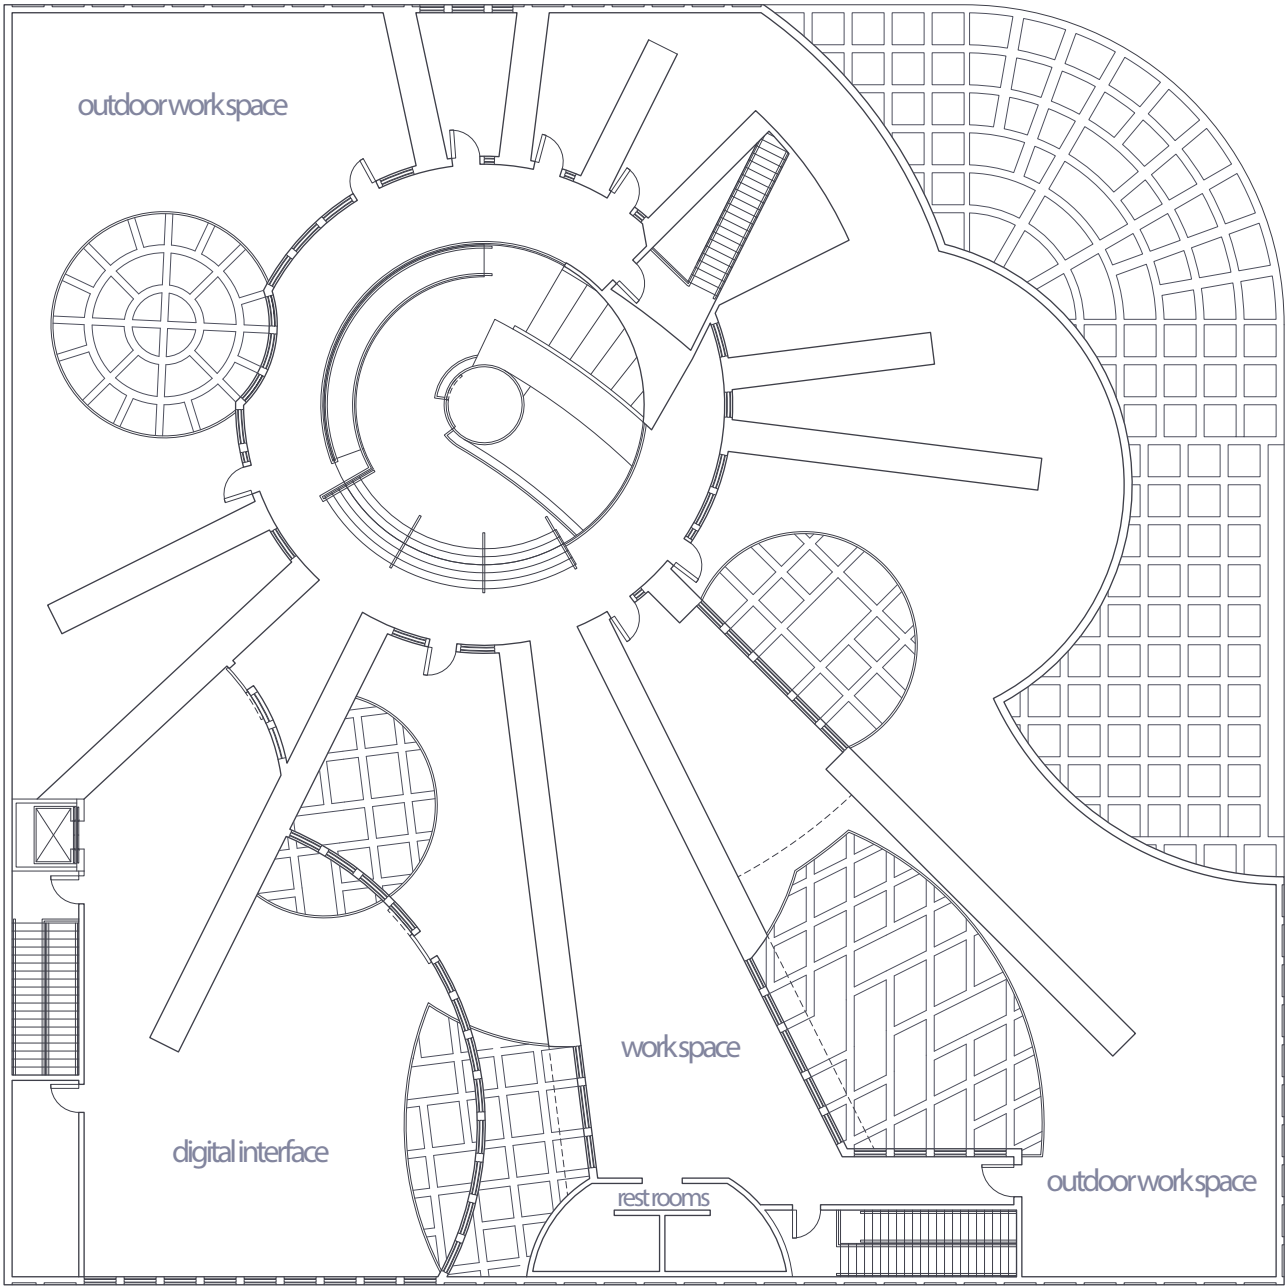 outdoor work space
work space
digital interface
outdoor work space
rest rooms